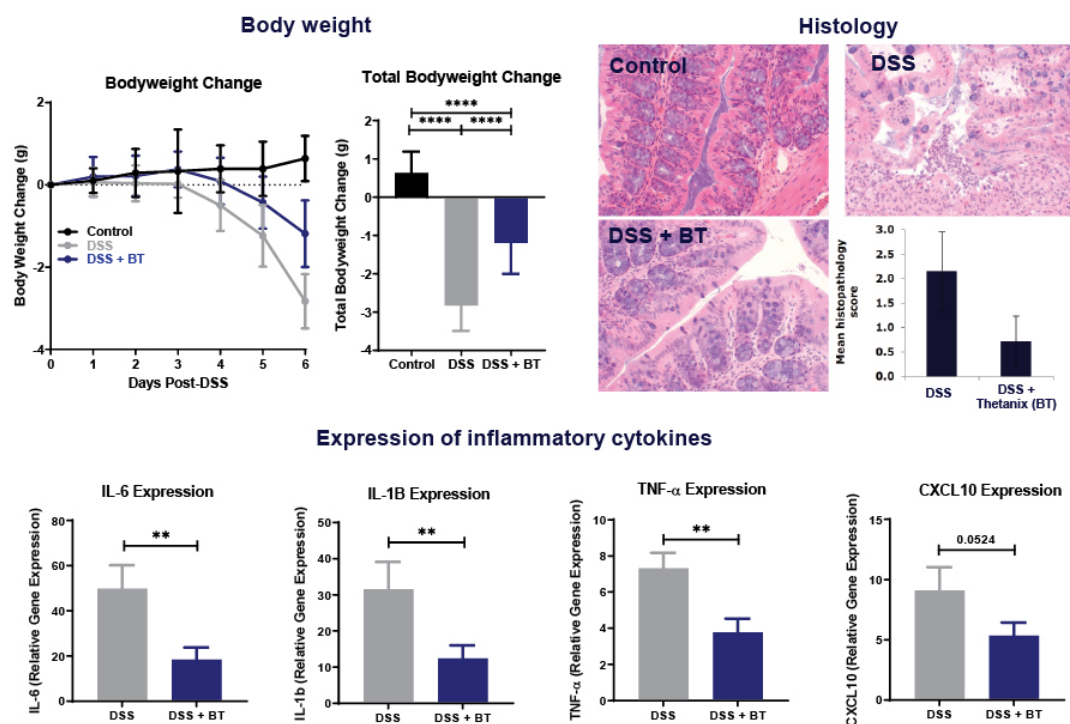 Body weight
Histology
Bodyweight Change
Body Weight Change (g)
2
0
-2
-4
Control
DSS
DSS + BT
0 1 2 3 4 5 6
Days Post-DSS
Total Bodyweight Change
Total Bodyweight Change (g)
2
1
0
-1
-2
-3
-4
****
**** ****
Control DSS DSS + BT
Control
DSS
DSS + BT
Mean histopathology
score
3.0
2.5
2.0
1.5
1.0
0.5
0.0
DSS
DSS +
Thetanix (BT)
Expression of inflammatory cytokines
IL-6 Expression
IL-6 (Relative Gene Expression)
80
60
40
20
0
**
DSS DSS + BT
IL-1B Expression
IL-1b (Relative Gene Expression)
50
40
30
20
10
0
**
DSS DSS + BT
TNF-α Expression
TNF-α (Relative Gene Expression)
8
6
4
2
0
**
DSS DSS + BT
CXCL10 Expression
CXCL10 (Relative Gene Expression)
15
10
5
0
0.0524
DSS DSS + BT